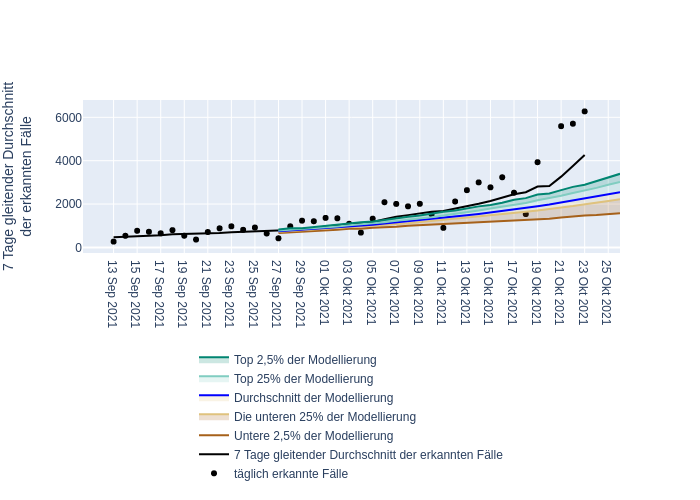 7 Tage gleitender Durchschnitt
der erkannten Fälle
6000
4000
2000
0
13 Sep 2021
15 Sep 2021
17 Sep 2021
19 Sep 2021
21 Sep 2021
23 Sep 2021
25 Sep 2021
27 Sep 2021
29 Sep 2021
01 Okt 2021
03 Okt 2021
05 Okt 2021
07 Okt 2021
09 Okt 2021
11 Okt 2021
13 Okt 2021
15 Okt 2021
17 Okt 2021
19 Okt 2021
21 Okt 2021
23 Okt 2021
25 Okt 2021
Top 2,5% der Modellierung
Top 25% der Modellierung
Durchschnitt der Modellierung
Die unteren 25% der Modellierung
Untere 2,5% der Modellierung
7 Tage gleitender Durchschnitt der erkannten Fälle
täglich erkannte Fälle